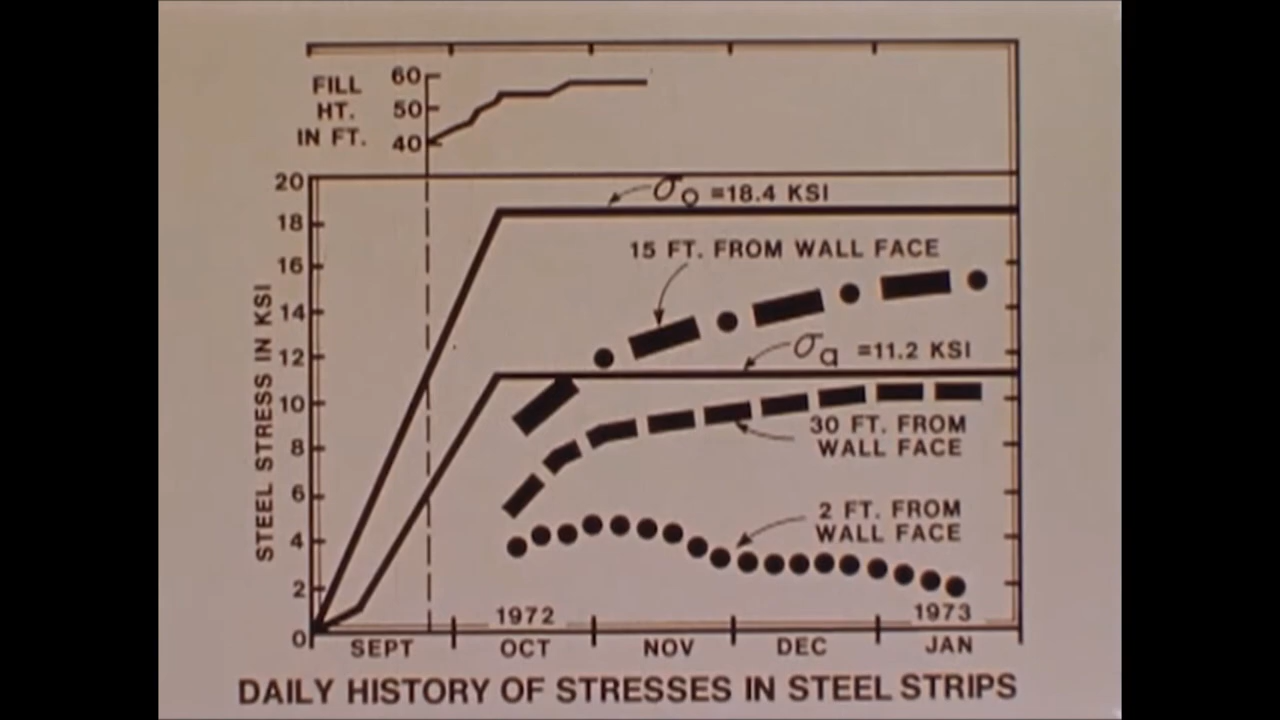 FILL
HT.
IN FT.
60
50
40
20
18
16
14
12
10
8
6
4
2
0
STEEL STRESS IN KSI
σo =18.4 KSI
15 FT. FROM WALL FACE
σa =11.2 KSI
30 FT. FROM
WALL FACE
2 FT. FROM
WALL FACE
1972
1973
SEPT
OCT
NOV
DEC
JAN
DAILY HISTORY OF STRESSES IN STEEL STRIPS